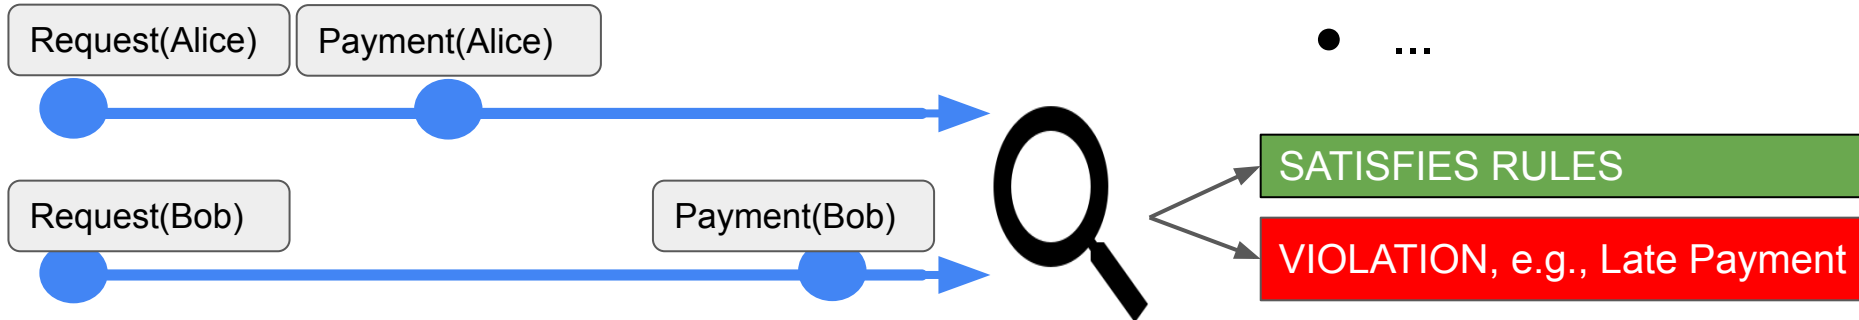 Request(Alice)
Payment(Alice)
● ...
SATISFIES RULES
Request(Bob)
Payment(Bob)
VIOLATION, e.g., Late Payment